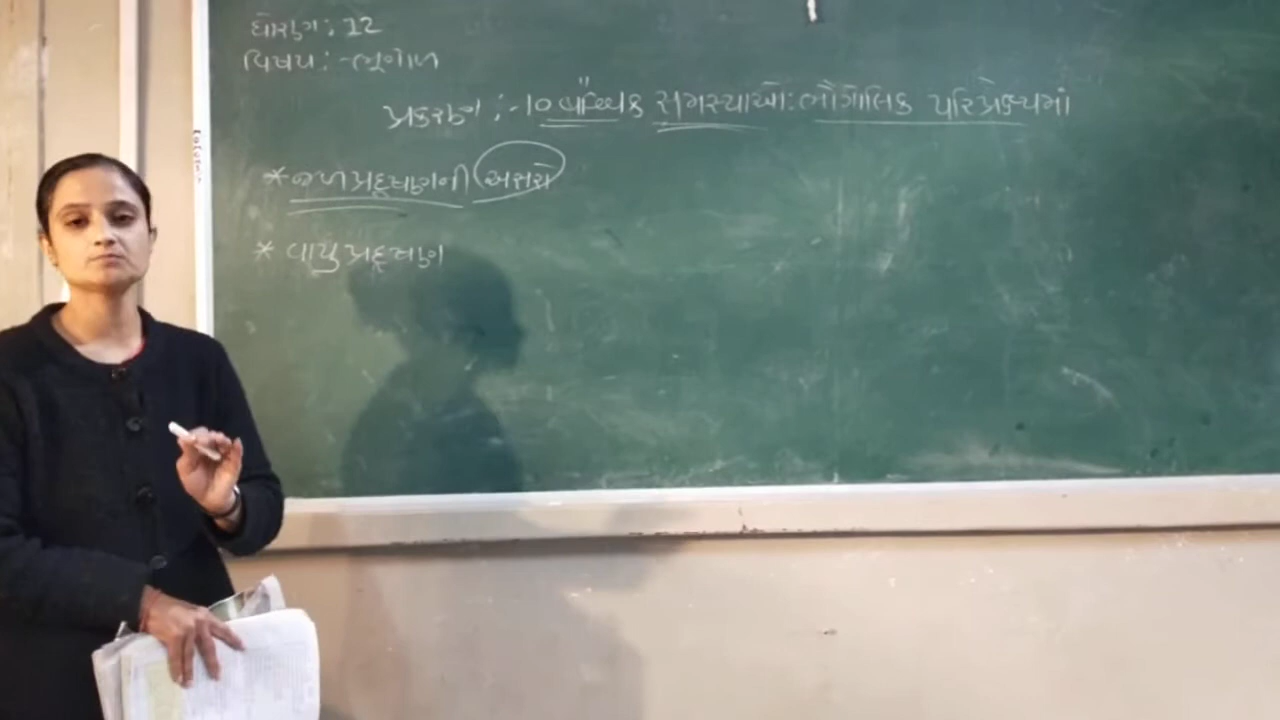 ધોરણ : 12
વિષય : - ભૂગોળ
પ્રકરણ : - 10 વૈશ્વિક સમસ્યાઓ : ભૌગોલિક પરિપ્રેક્ષ્યમાં
* જળપ્રદૂષણની અસરો
* વાયુપ્રદૂષણ